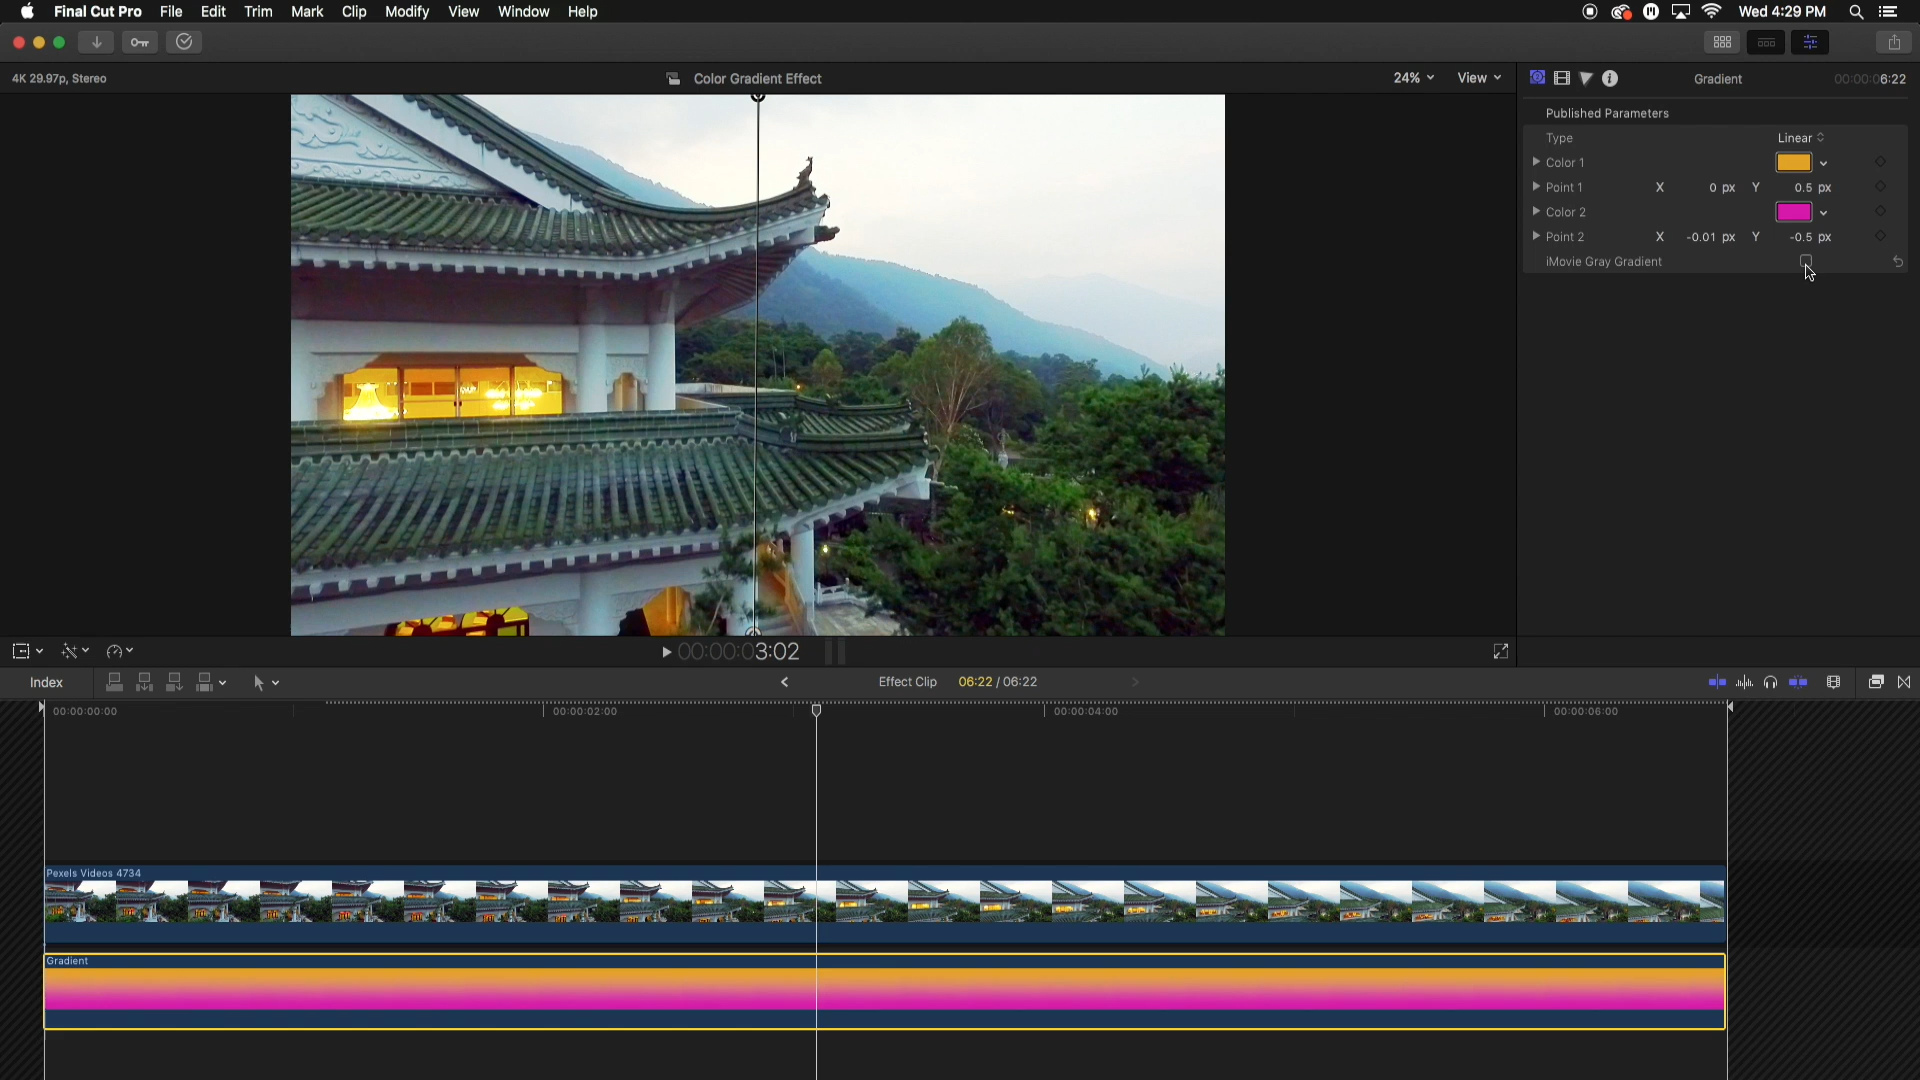 Final Cut Pro File Edit Trim Mark Clip Modify View Window Help Wed 4:29 PM
4K 29.97p, Stereo Color Gradient Effect 24% View Gradient 00:00:06:22
Published Parameters
Type Linear
Color 1
Point 1 X 0 px Y 0.5 px
Color 2
Point 2 X -0.01 px Y -0.5 px
iMovie Gray Gradient
00:00:03:02
Index Effect Clip 06:22 / 06:22
00:00:00:00 00:00:02:00 00:00:04:00 00:00:06:00
Pexels Videos 4734
Gradient